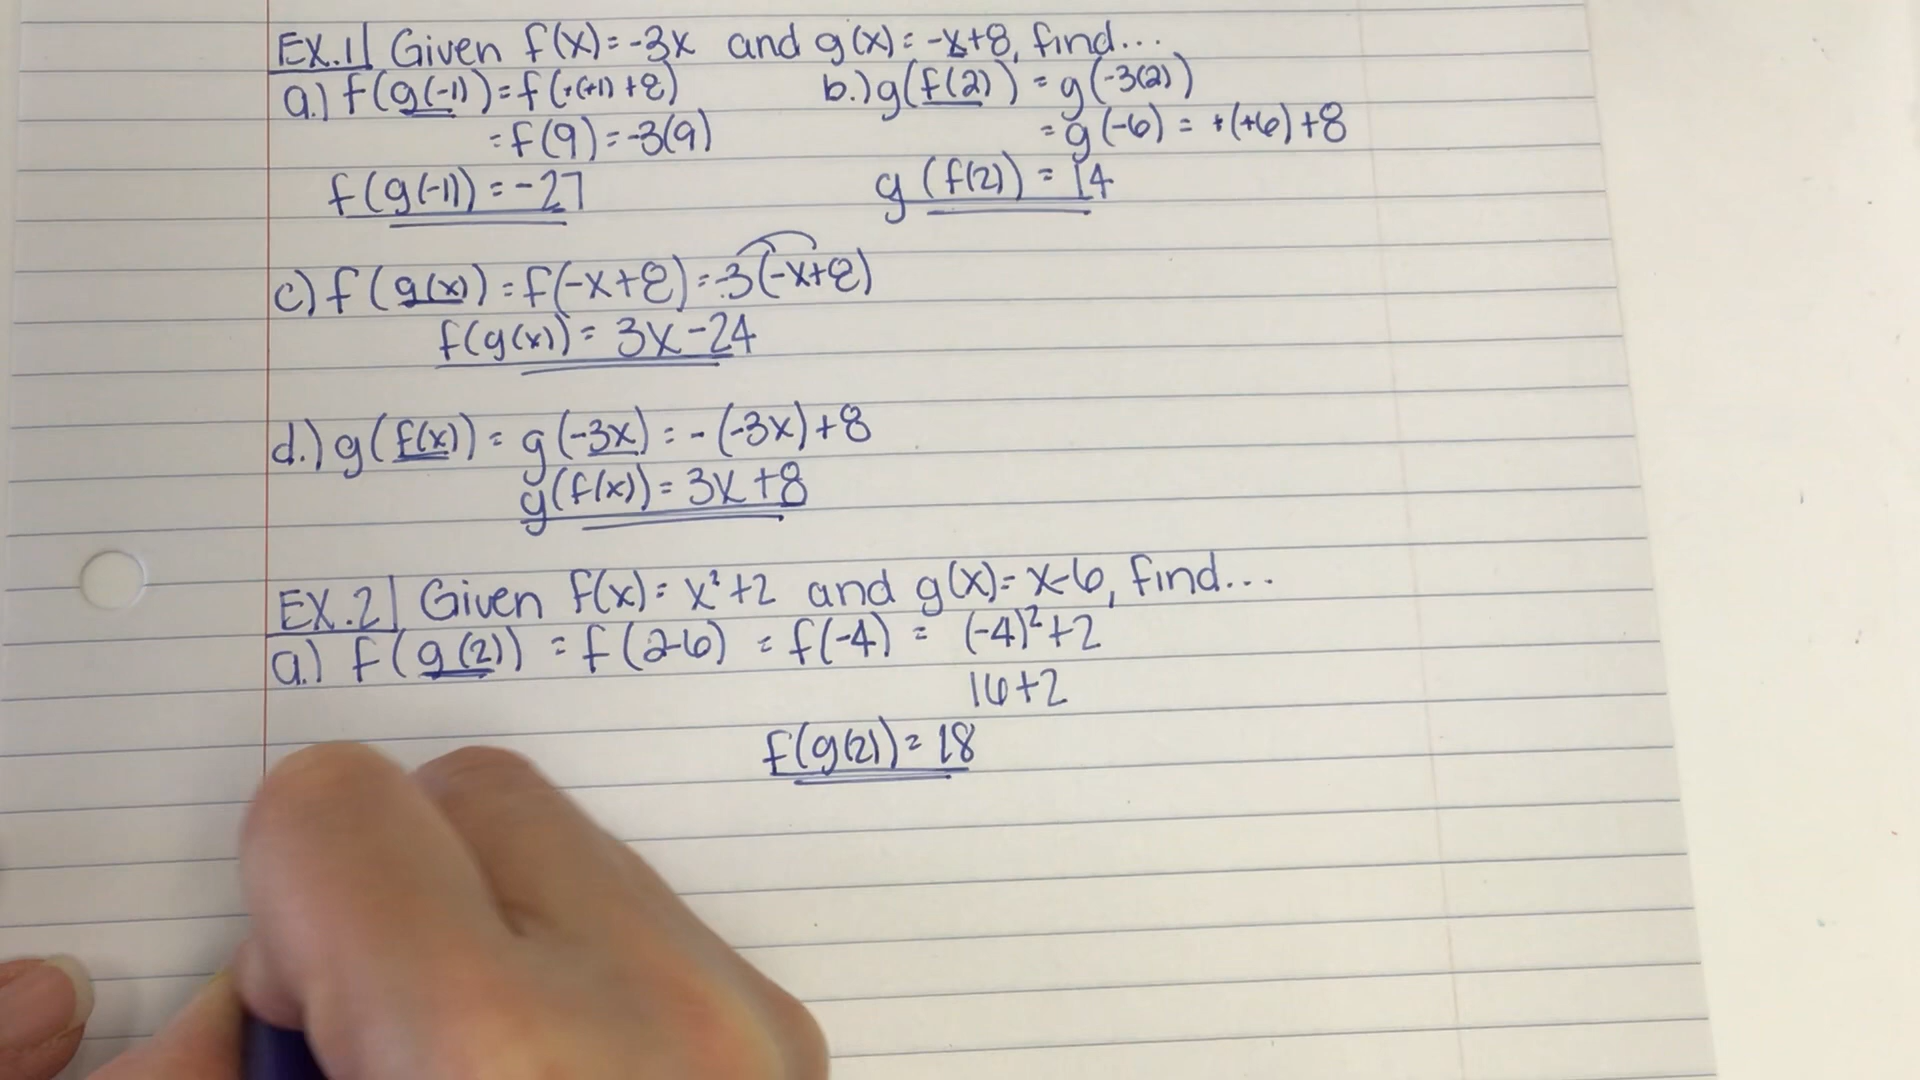 EX.1| Given f(x)=-3x and g(x)=-x+8, find...
a.) f(g(-1))=f(+(+1)+8)
=f(9)=-3(9)
f(g(-1))=-27
b.) g(f(2)) = g(-3(2))
=g(-6) = +(+6)+8
g(f(2)) = 14
c) f(g(x))=f(-x+8)=-3(-x+8)
f(g(x))= 3x-24
d.) g(f(x)) = g(-3x) = -(-3x)+8
g(f(x))=3x+8
EX.2| Given f(x)= x²+2 and g(x)= x-6, find...
a.) f(g(2)) = f(2-6) = f(-4) = (-4)²+2
16+2
f(g(2))=18